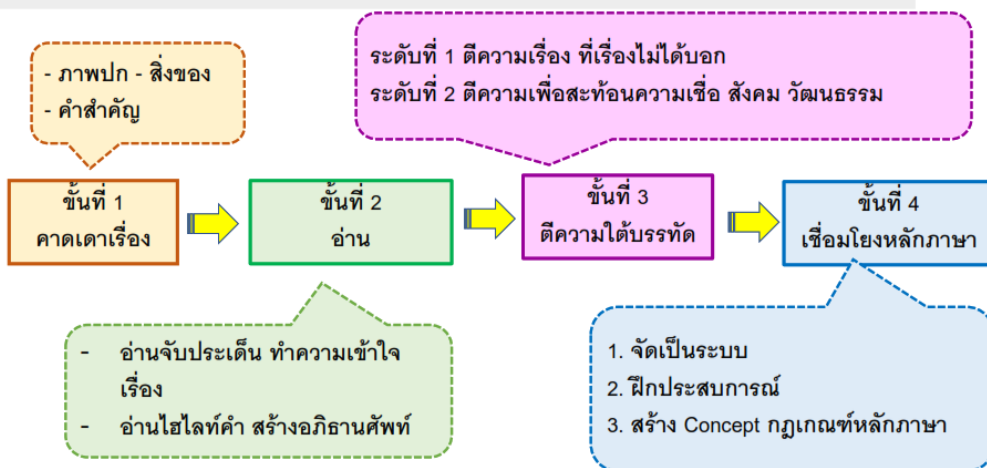 - ภาพปก - สิ่งของ
- คำสำคัญ
ระดับที่ 1 ตีความเรื่อง ที่เรื่องไม่ได้บอก
ระดับที่ 2 ตีความเพื่อสะท้อนความเชื่อ สังคม วัฒนธรรม
ขั้นที่ 1
คาดเดาเรื่อง
ขั้นที่ 2
อ่าน
ขั้นที่ 3
ตีความใต้บรรทัด
ขั้นที่ 4
เชื่อมโยงหลักภาษา
- อ่านจับประเด็น ทำความเข้าใจ
เรื่อง
- อ่านไฮไลท์คำ สร้างอภิธานศัพท์
1. จัดเป็นระบบ
2. ฝึกประสบการณ์
3. สร้าง Concept กฎเกณฑ์หลักภาษา